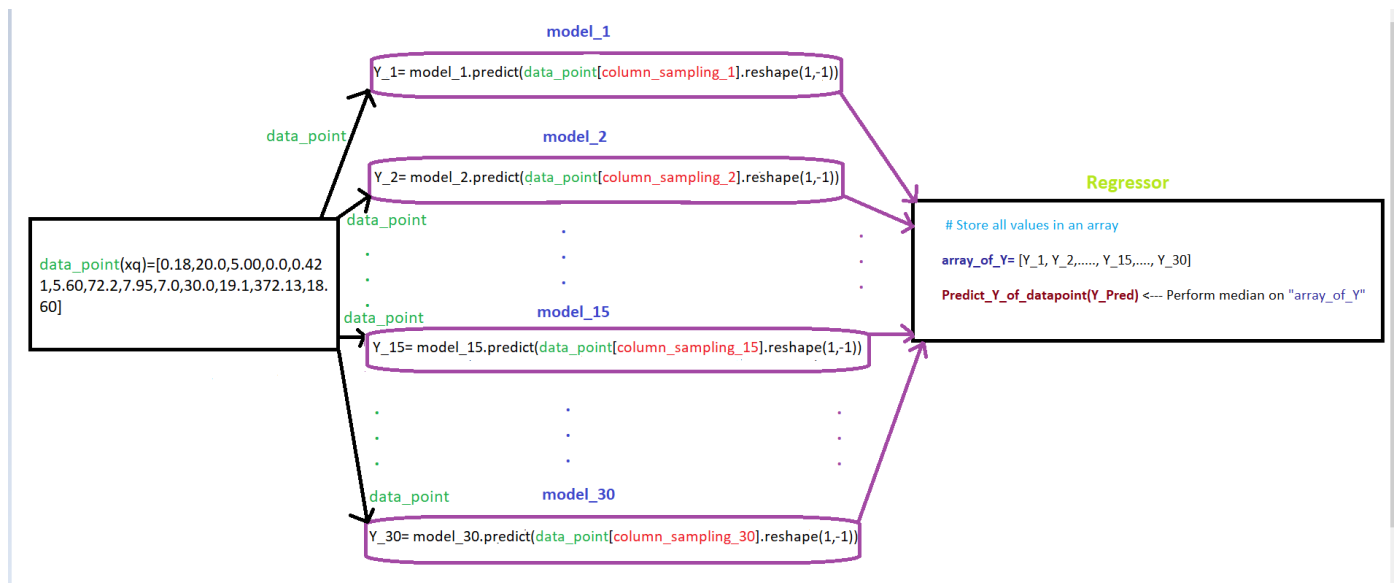 model_1
Y_1= model_1.predict(data_point[column_sampling_1].reshape(1,-1))
data_point
model_2
Y_2= model_2.predict(data_point[column_sampling_2].reshape(1,-1))
data_point
data_point(xq)=[0.18,20.0,5.00,0.0,0.42
1,5.60,72.2,7.95,7.0,30.0,19.1,372.13,18.
60]
data_point
model_15
Y_15= model_15.predict(data_point[column_sampling_15].reshape(1,-1))
data_point
model_30
Y_30= model_30.predict(data_point[column_sampling_30].reshape(1,-1))
Regressor
# Store all values in an array
array_of_Y= [Y_1, Y_2,....., Y_15,...., Y_30]
Predict_Y_of_datapoint(Y_Pred) <--- Perform median on "array_of_Y"